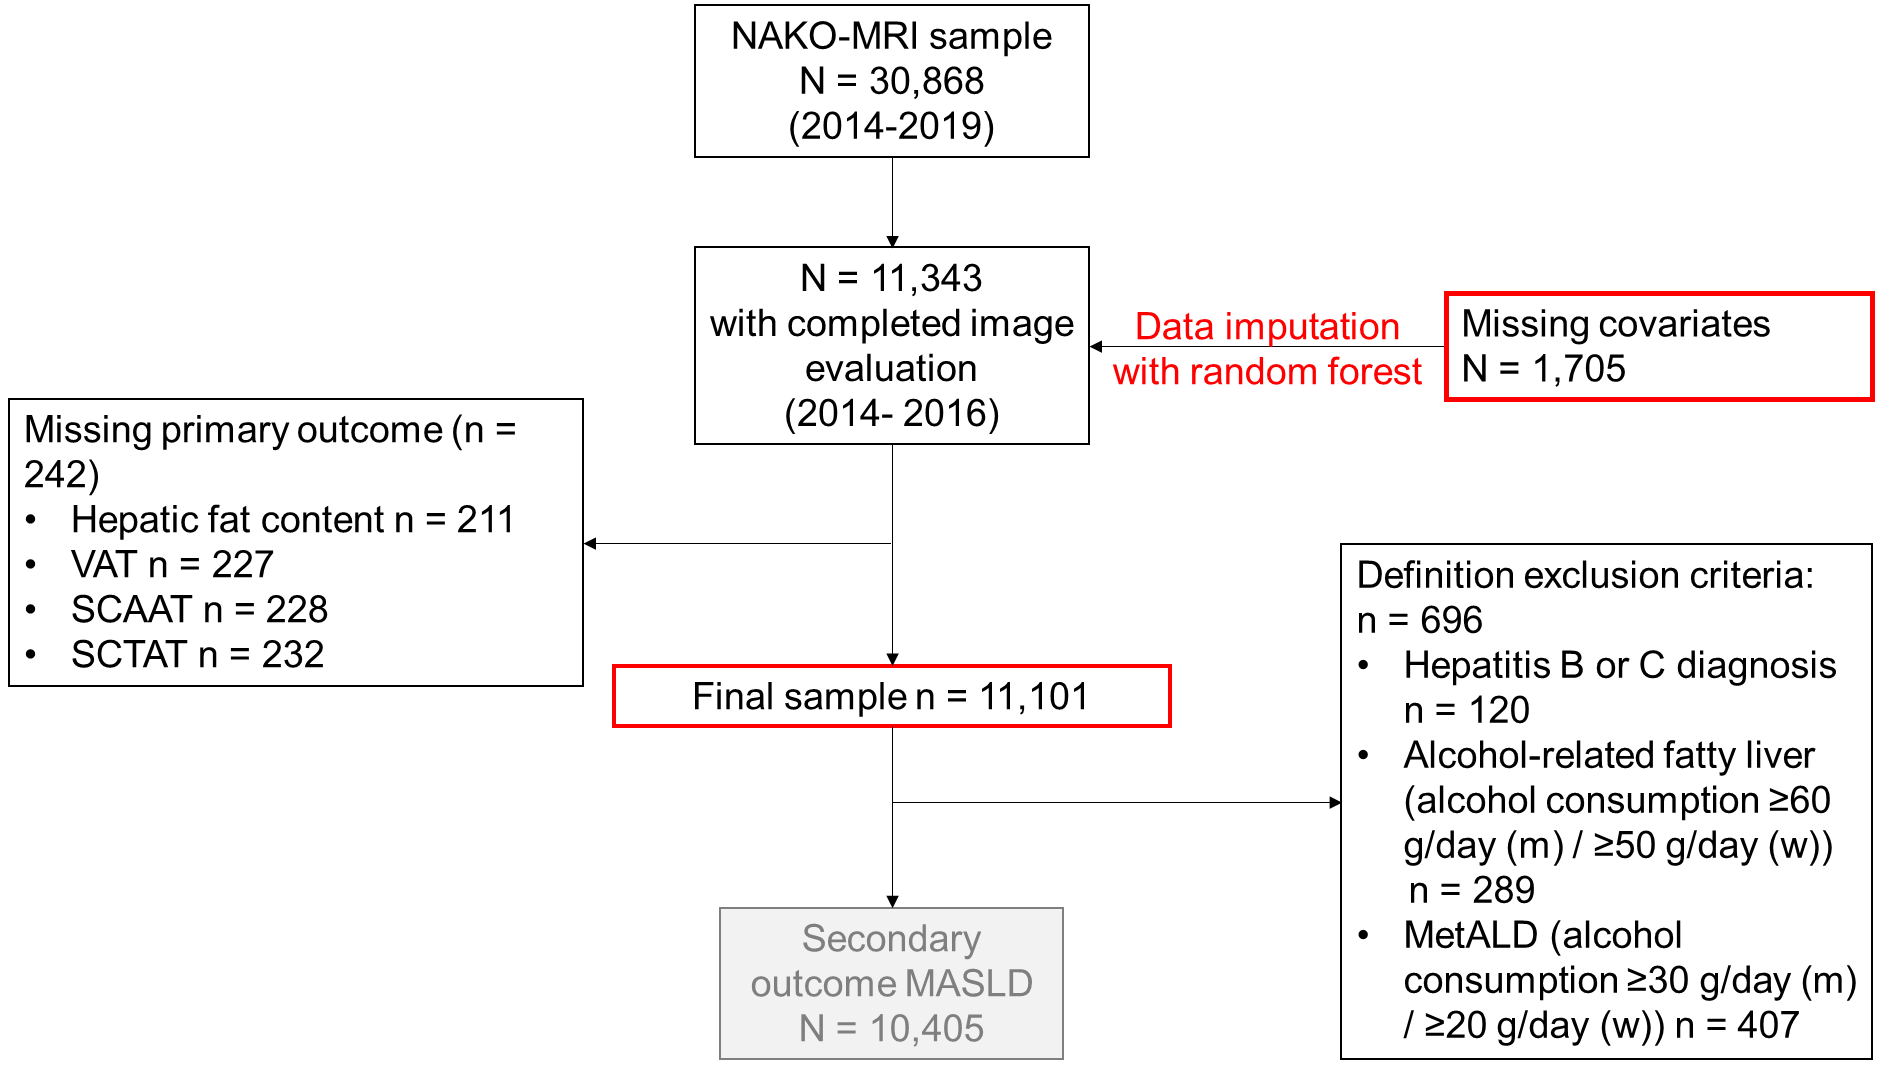 NAKO-MRI sample
N = 30,868
(2014-2019)
N = 11,343
with completed image
evaluation
(2014- 2016)
Data imputation
with random forest
Missing covariates
N = 1,705
Missing primary outcome (n =
242)
• Hepatic fat content n = 211
• VAT n = 227
• SCAAT n = 228
• SCTAT n = 232
Final sample n = 11,101
Definition exclusion criteria:
n = 696
• Hepatitis B or C diagnosis
n = 120
• Alcohol-related fatty liver
(alcohol consumption ≥60
g/day (m) / ≥50 g/day (w))
n = 289
• MetALD (alcohol
consumption ≥30 g/day (m)
/ ≥20 g/day (w)) n = 407
Secondary
outcome MASLD
N = 10,405